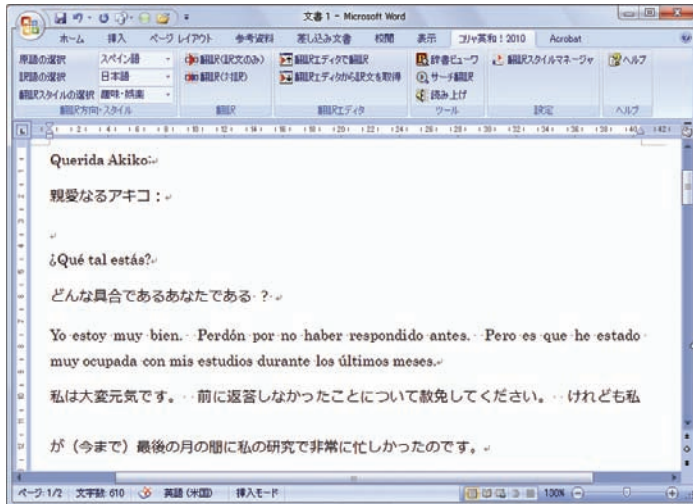 文書 1 - Microsoft Word
ホーム 挿入 ページ レイアウト 参考資料 差し込み文書 校閲 表示 コリャ英和！2010 Acrobat
原語の選択 スペイン語 翻訳(訳文のみ) 翻訳エディタで翻訳 辞書ビューワ 翻訳スタイルマネージャ ヘルプ
訳語の選択 日本語 翻訳エディタから訳文を取得 サーチ翻訳
翻訳スタイルの選択 趣味・娯楽 読み上げ
翻訳方向・スタイル 翻訳 翻訳エディタ ツール 設定 ヘルプ
Querida Akiko:
親愛なるアキコ：
¿Qué tal estás?
どんな具合であるあなたである ？
Yo estoy muy bien. Perdón por no haber respondido antes. Pero es que he estado
muy ocupada con mis estudios durante los últimos meses.
私は大変元気です。 前に返答しなかったことについて赦免してください。 けれども私
が（今まで）最後の月の間に私の研究で非常に忙しかったのです。
ページ: 1/2 文字数: 610 英語 (米国) 挿入モード 100%